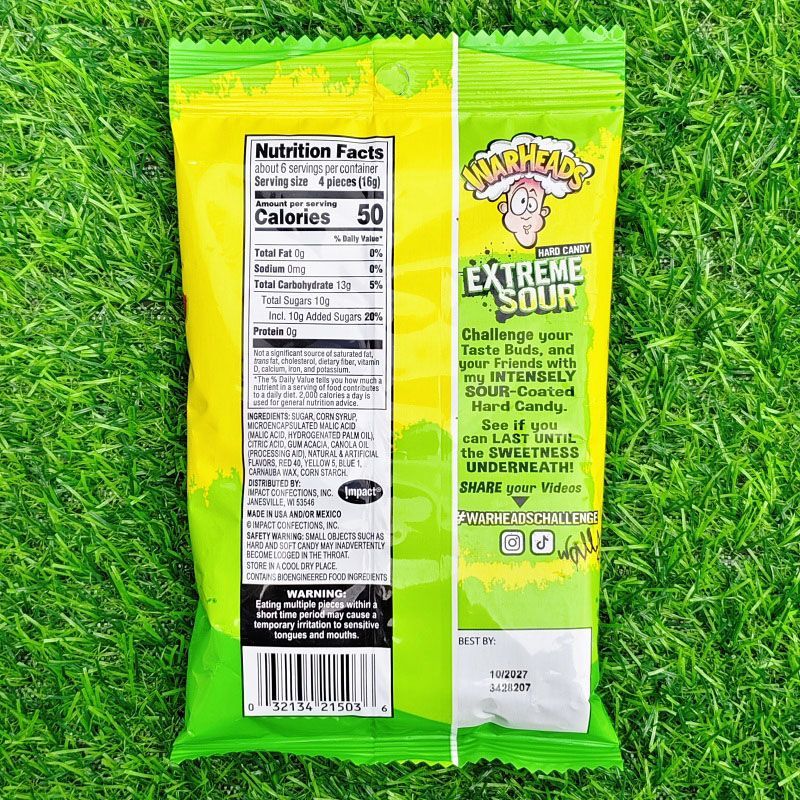 Nutrition Facts
about 6 servings per container
Serving size 4 pieces (16g)
Amount per serving
Calories 50
% Daily Value*
Total Fat 0g 0%
Sodium 0mg 0%
Total Carbohydrate 13g 5%
Total Sugars 10g
Incl. 10g Added Sugars 20%
Protein 0g
Not a significant source of saturated fat,
trans fat, cholesterol, dietary fiber, vitamin
D, calcium, iron, and potassium.
*The % Daily Value tells you how much a
nutrient in a serving of food contributes
to a daily diet. 2,000 calories a day is
used for general nutrition advice.
INGREDIENTS: SUGAR, CORN SYRUP,
MICROENCAPSULATED MALIC ACID
(MALIC ACID, HYDROGENATED PALM OIL),
CITRIC ACID, GUM ACACIA, CANOLA OIL
(PROCESSING AID), NATURAL & ARTIFICIAL
FLAVORS, RED 40, YELLOW 5, BLUE 1,
CARNAUBA WAX, CORN STARCH.
DISTRIBUTED BY:
IMPACT CONFECTIONS, INC.
JANESVILLE, WI 53546
Impact
MADE IN USA AND/OR MEXICO
© IMPACT CONFECTIONS, INC.
SAFETY WARNING: SMALL OBJECTS SUCH AS
HARD AND SOFT CANDY MAY INADVERTENTLY
BECOME LODGED IN THE THROAT.
STORE IN A COOL DRY PLACE.
CONTAINS BIOENGINEERED FOOD INGREDIENTS
WARNING:
Eating multiple pieces within a
short time period may cause a
temporary irritation to sensitive
tongues and mouths.
0 32134 21503 6
WARHEADS®
HARD CANDY
EXTREME
SOUR
Challenge your
Taste Buds, and
your Friends with
my INTENSELY
SOUR-Coated
Hard Candy.
See if you
can LAST UNTIL
the SWEETNESS
UNDERNEATH!
SHARE your Videos
#WARHEADSCHALLENGE
BEST BY:
10/2027
3428207